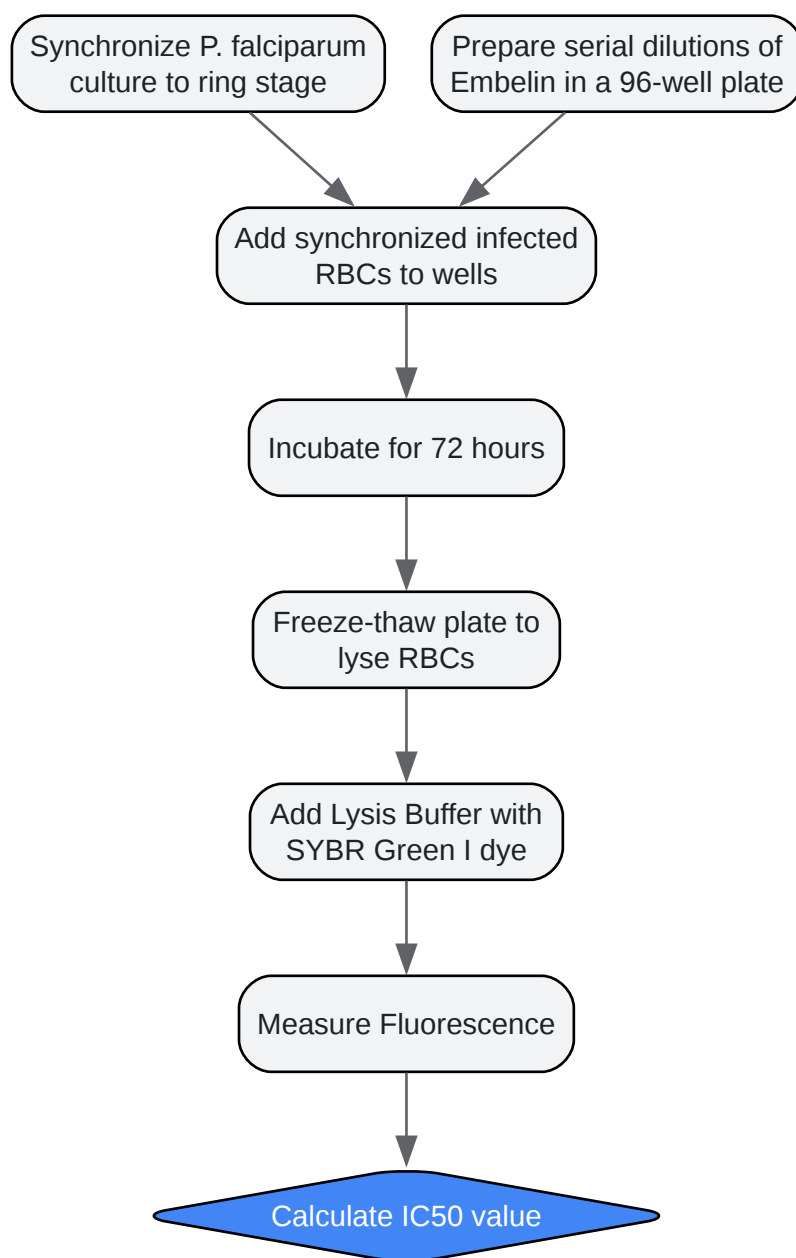 Synchronize P. falciparum
culture to ring stage
Prepare serial dilutions of
Embelin in a 96-well plate
Add synchronized infected
RBCs to wells
Incubate for 72 hours
Freeze-thaw plate to
lyse RBCs
Add Lysis Buffer with
SYBR Green I dye
Measure Fluorescence
Calculate IC50 value